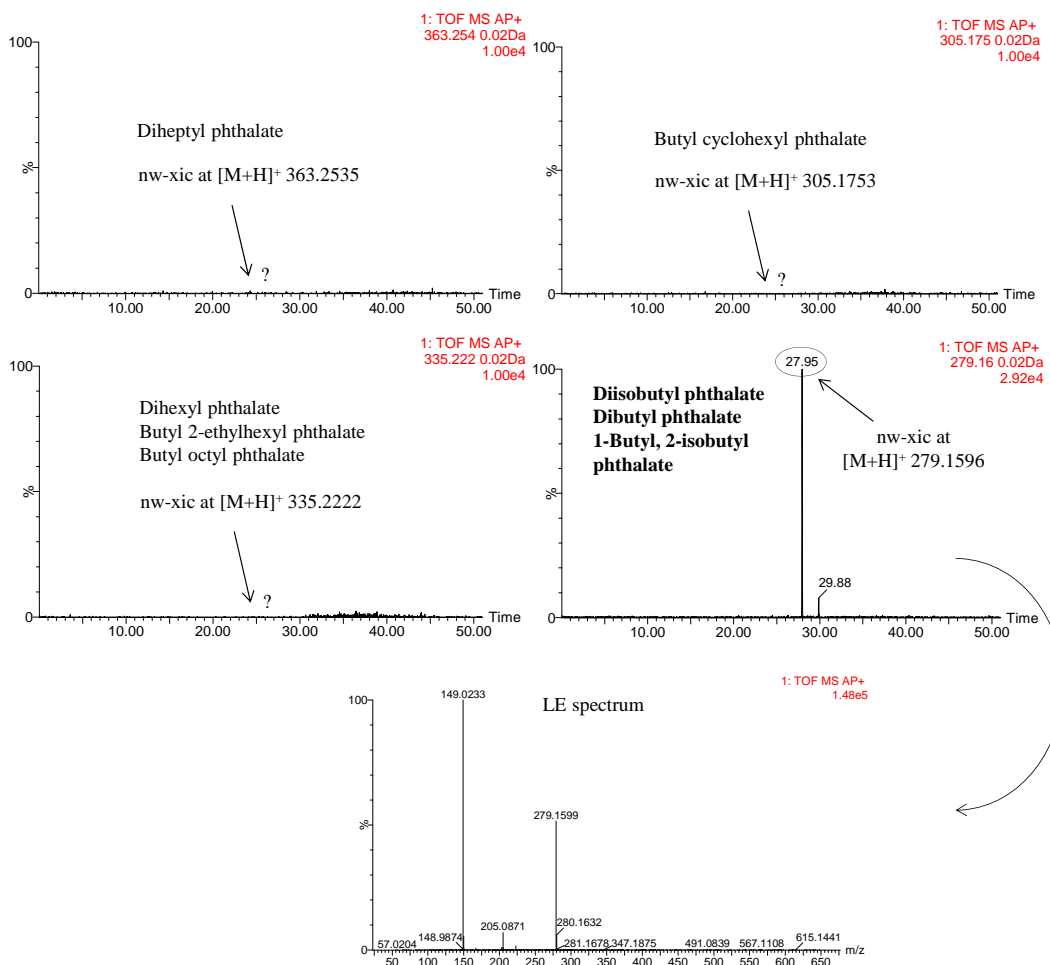 1: TOF MS AP+
363.254 0.02Da
1.00e4
100
%
0
Diheptyl phthalate
nw-xic at [M+H]⁺ 363.2535
?
10.00 20.00 30.00 40.00 50.00
Time
1: TOF MS AP+
305.175 0.02Da
1.00e4
100
%
0
Butyl cyclohexyl phthalate
nw-xic at [M+H]⁺ 305.1753
?
10.00 20.00 30.00 40.00 50.00
Time
1: TOF MS AP+
335.222 0.02Da
1.00e4
100
%
0
Dihexyl phthalate
Butyl 2-ethylhexyl phthalate
Butyl octyl phthalate
nw-xic at [M+H]⁺ 335.2222
?
10.00 20.00 30.00 40.00 50.00
Time
1: TOF MS AP+
279.16 0.02Da
2.92e4
100
%
0
27.95
Diisobutyl phthalate
Dibutyl phthalate
1-Butyl, 2-isobutyl
phthalate
nw-xic at
[M+H]⁺ 279.1596
29.88
10.00 20.00 30.00 40.00 50.00
Time
1: TOF MS AP+
1.48e5
LE spectrum
100
%
0
149.0233
279.1599
205.0871
280.1632
57.0204
148.9874
281.1678
347.1875
491.0839
567.1108
615.1441
m/z
50 100 150 200 250 300 350 400 450 500 550 600 650